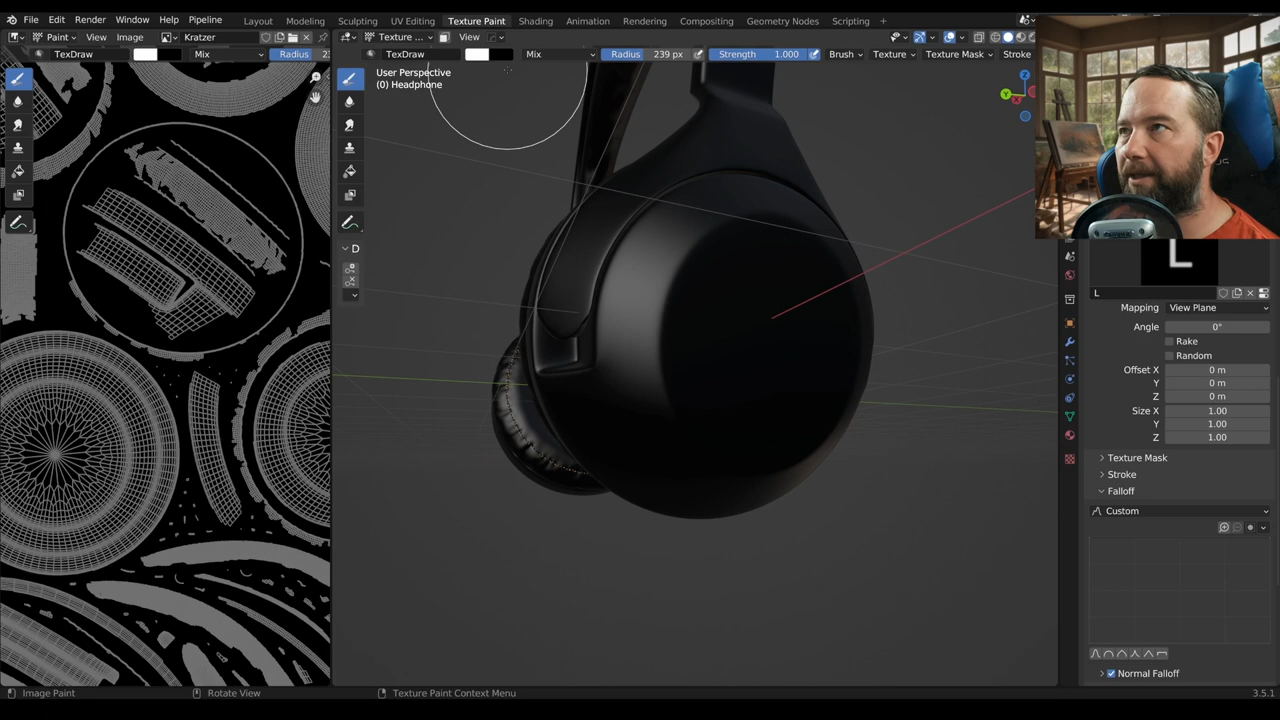 File Edit Render Window Help Pipeline Layout Modeling Sculpting UV Editing Texture Paint Shading Animation Rendering Compositing Geometry Nodes Scripting +
Paint View Image Kratzer Texture ... View
TexDraw Mix Radius TexDraw Mix Radius 239 px Strength 1.000 Brush Texture Texture Mask Stroke
User Perspective
(0) Headphone
Z
Y
X
D
L
L
Mapping View Plane
Angle 0°
Rake
Random
Offset X 0 m
Y 0 m
Z 0 m
Size X 1.00
Y 1.00
Z 1.00
Texture Mask
Stroke
Falloff
Custom
Normal Falloff
Image Paint Rotate View Texture Paint Context Menu 3.5.1